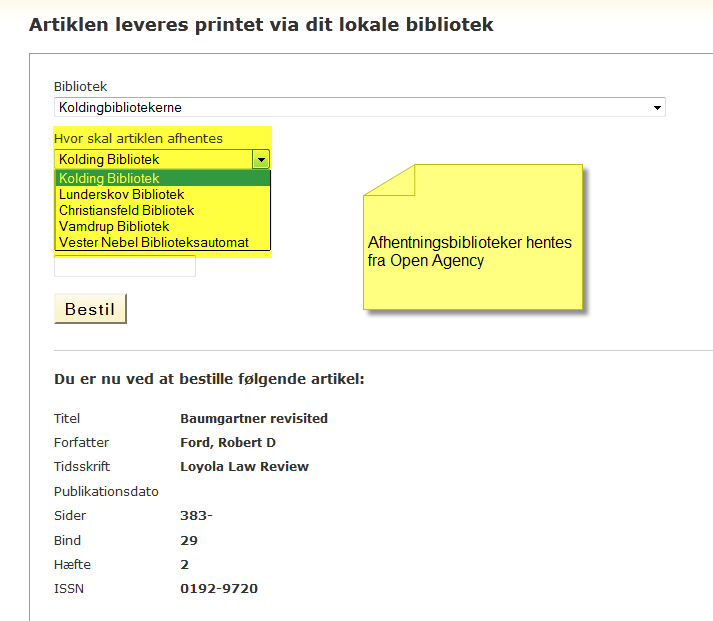 Artiklen leveres printet via dit lokale bibliotek
Bibliotek
Koldingbibliotekerne
Hvor skal artiklen afhentes
Kolding Bibliotek
Kolding Bibliotek
Lunderskov Bibliotek
Christiansfeld Bibliotek
Vamdrup Bibliotek
Vester Nebel Biblioteksautomat
Afhentningsbiblioteker hentes
fra Open Agency
Bestil
Du er nu ved at bestille følgende artikel:
Titel Baumgartner revisited
Forfatter Ford, Robert D
Tidsskrift Loyola Law Review
Publikationsdato
Sider 383-
Bind 29
Hæfte 2
ISSN 0192-9720